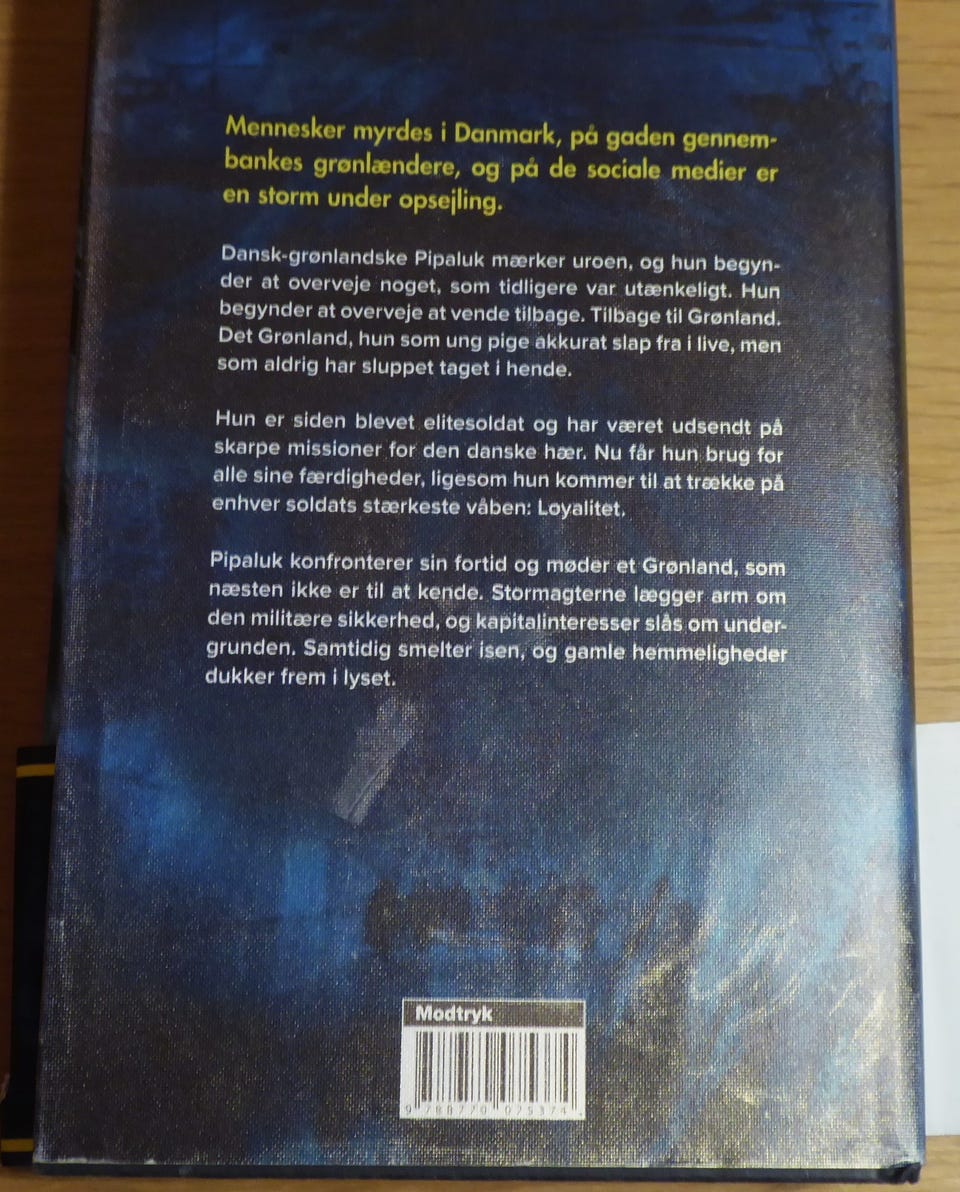 Mennesker myrdes i Danmark, på gaden gennem-
bankes grønlændere, og på de sociale medier er
en storm under opsejling.
Dansk-grønlandske Pipaluk mærker uroen, og hun begyn-
der at overveje noget, som tidligere var utænkeligt. Hun
begynder at overveje at vende tilbage. Tilbage til Grønland.
Det Grønland, hun som ung pige akkurat slap fra i live, men
som aldrig har sluppet taget i hende.
Hun er siden blevet elitesoldat og har været udsendt på
skarpe missioner for den danske hær. Nu får hun brug for
alle sine færdigheder, ligesom hun kommer til at trække på
enhver soldats stærkeste våben: Loyalitet.
Pipaluk konfronterer sin fortid og møder et Grønland, som
næsten ikke er til at kende. Stormagterne lægger arm om
den militære sikkerhed, og kapitalinteresser slås om under-
grunden. Samtidig smelter isen, og gamle hemmeligheder
dukker frem i lyset.
Modtryk
9 788770 075374